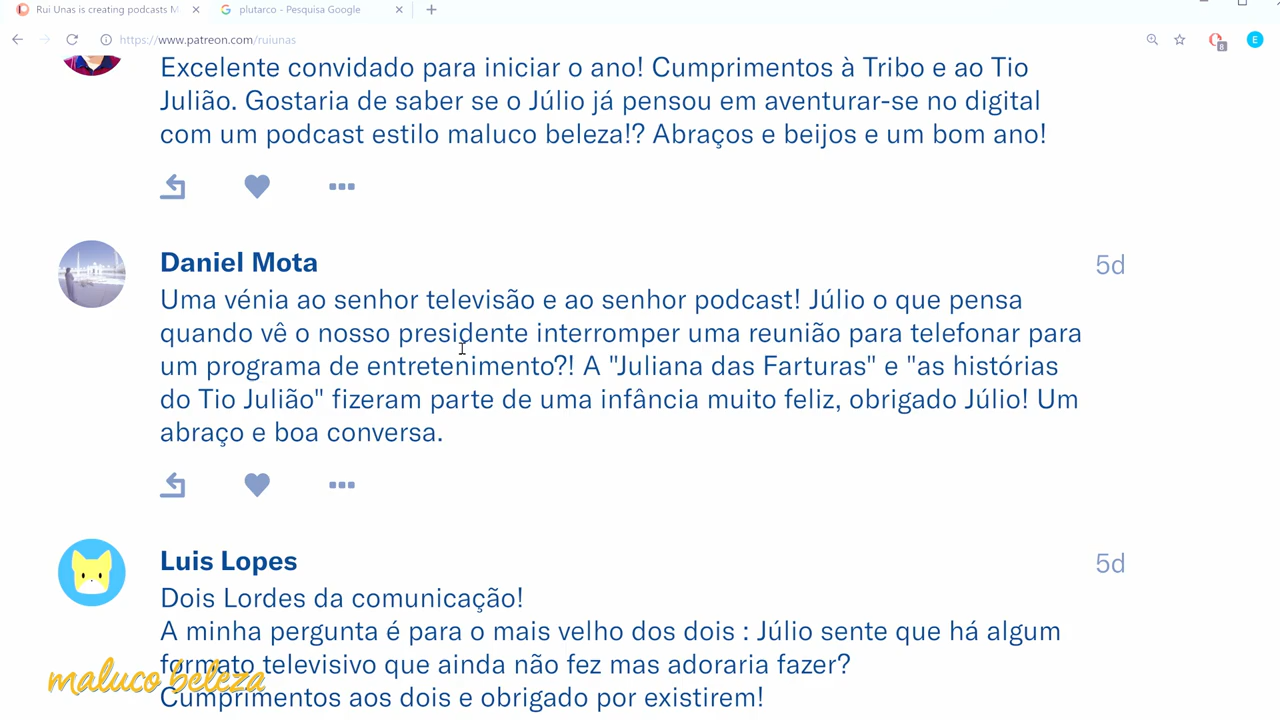 Rui Unas is creating podcasts M
plutarco - Pesquisa Google
https://www.patreon.com/ruiunas
E
Excelente convidado para iniciar o ano! Cumprimentos à Tribo e ao Tio
Julião. Gostaria de saber se o Júlio já pensou em aventurar-se no digital
com um podcast estilo maluco beleza!? Abraços e beijos e um bom ano!
Daniel Mota
5d
Uma vénia ao senhor televisão e ao senhor podcast! Júlio o que pensa
quando vê o nosso presidente interromper uma reunião para telefonar para
um programa de entretenimento?! A "Juliana das Farturas" e "as histórias
do Tio Julião" fizeram parte de uma infância muito feliz, obrigado Júlio! Um
abraço e boa conversa.
Luis Lopes
5d
Dois Lordes da comunicação!
A minha pergunta é para o mais velho dos dois : Júlio sente que há algum
formato televisivo que ainda não fez mas adoraria fazer?
maluco beleza
Cumprimentos aos dois e obrigado por existirem!